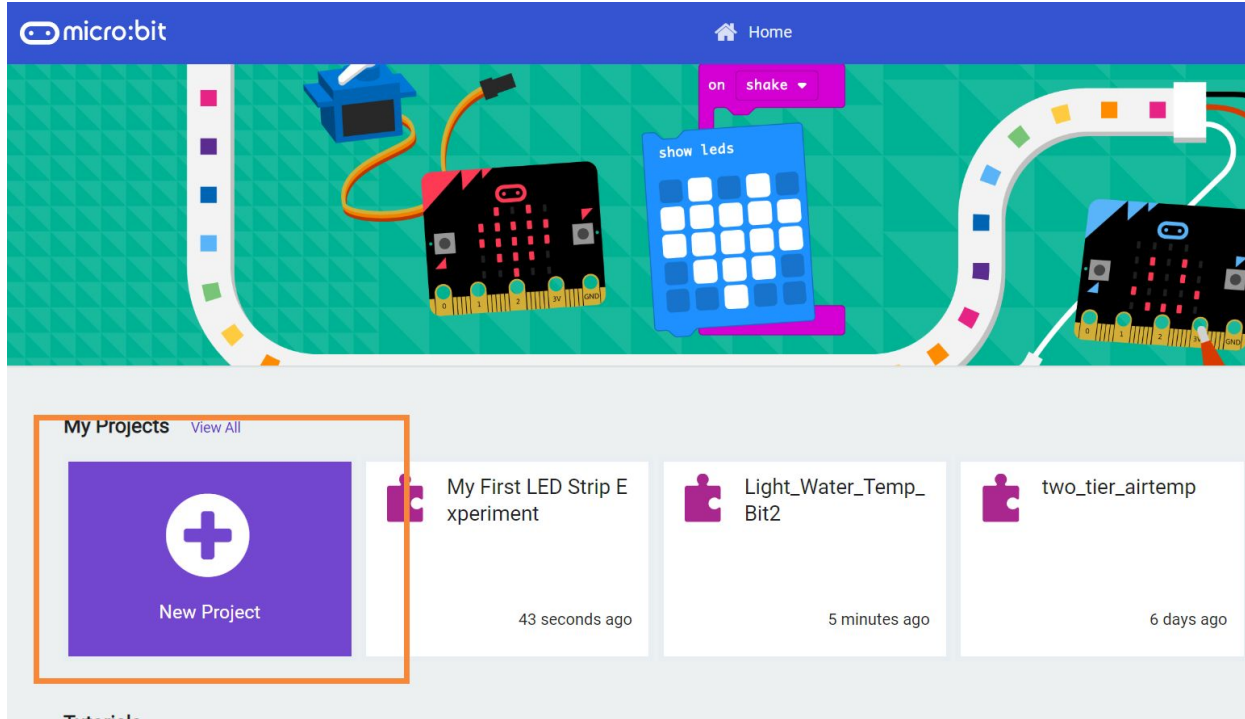 micro:bit
Home
on shake
show leds
0 1 2 3V GND
0 1 2 3V GND
My Projects View All
New Project
My First LED Strip E
xperiment
43 seconds ago
Light_Water_Temp_
Bit2
5 minutes ago
two_tier_airtemp
6 days ago
Tutorials